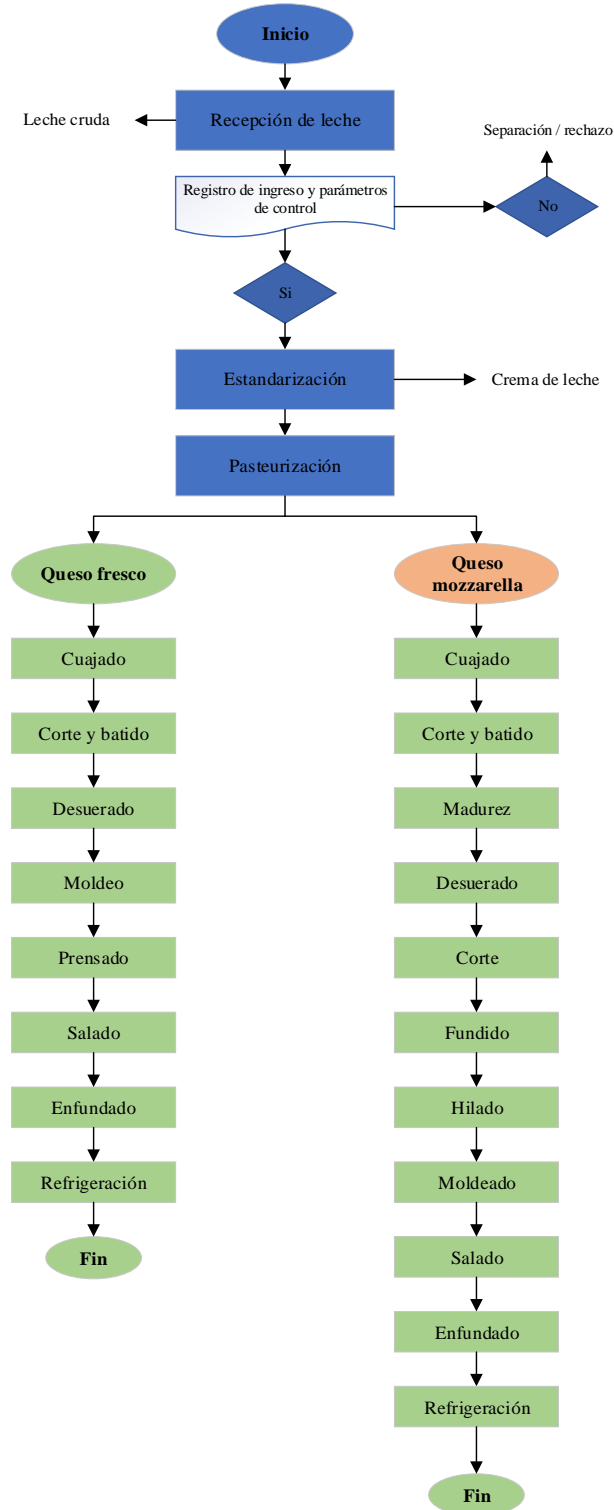 Inicio
Leche cruda
Recepción de leche
Separación / rechazo
Registro de ingreso y parámetros
de control
No
Si
Estandarización
Crema de leche
Pasteurización
Queso fresco
Cuajado
Corte y batido
Desuerado
Moldeo
Prensado
Salado
Enfundado
Refrigeración
Fin
Queso
mozzarella
Cuajado
Corte y batido
Madurez
Desuerado
Corte
Fundido
Hilado
Moldeado
Salado
Enfundado
Refrigeración
Fin